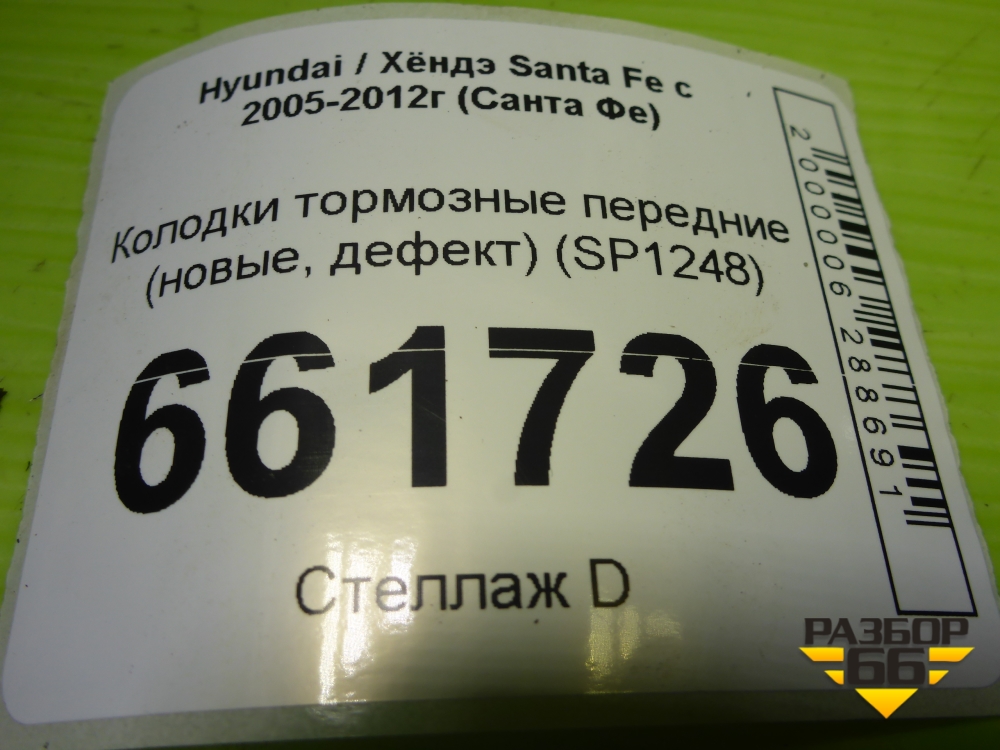 Hyundai / Хёндэ Santa Fe с
2005-2012г (Санта Фе)
Колодки тормозные передние
(новые, дефект) (SP1248)
661726
Стеллаж D
2000006288691
РАЗБОР
66